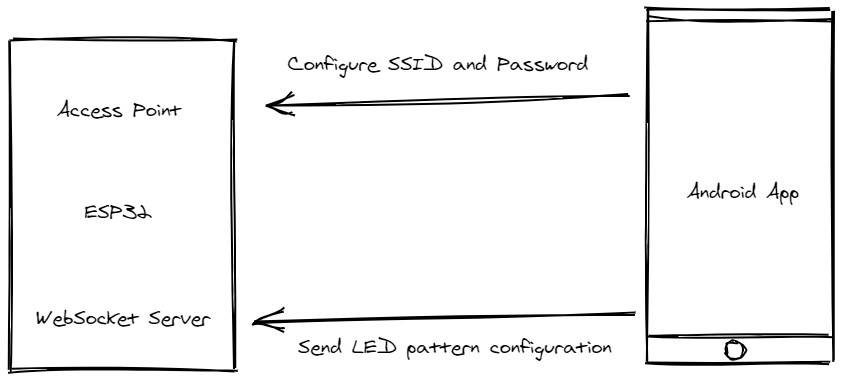 Configure SSID and Password
Access Point
Android App
ESP32
WebSocket Server
Send LED pattern configuration